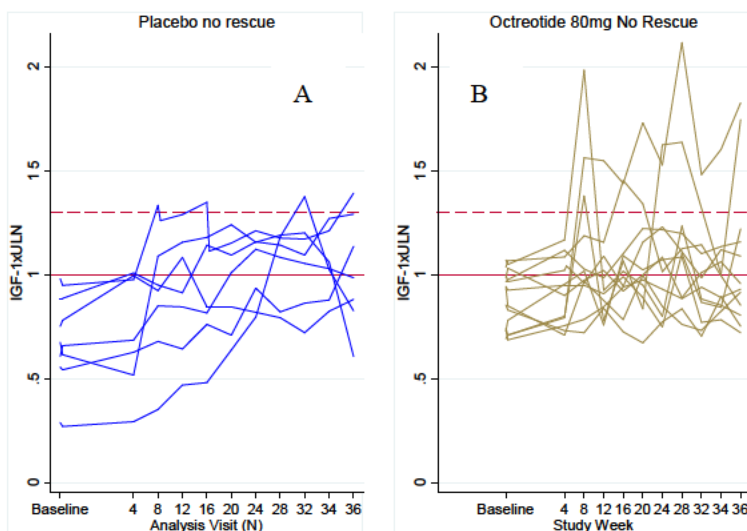 Placebo no rescue
A
IGF-1xULN
2
1.5
1
.5
0
Baseline 4 8 12 16 20 24 28 32 34 36
Analysis Visit (N)
Octreotide 80mg No Rescue
B
IGF-1xULN
2
1.5
1
.5
0
Baseline 4 8 12 16 20 24 28 32 34 36
Study Week